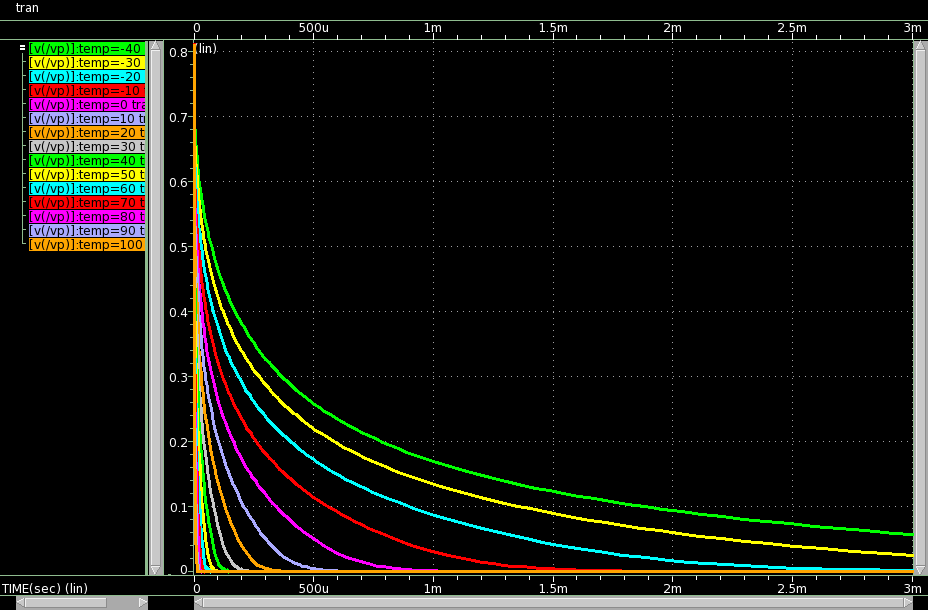 tran
0 500u 1m 1.5m 2m 2.5m 3m
(lin)
[v(/vp)]:temp=-40
[v(/vp)]:temp=-30
[v(/vp)]:temp=-20
[v(/vp)]:temp=-10
[v(/vp)]:temp=0 tra
[v(/vp)]:temp=10 t
[v(/vp)]:temp=20 t
[v(/vp)]:temp=30 t
[v(/vp)]:temp=40 t
[v(/vp)]:temp=50 t
[v(/vp)]:temp=60 t
[v(/vp)]:temp=70 t
[v(/vp)]:temp=80 t
[v(/vp)]:temp=90 t
[v(/vp)]:temp=100
0.8
0.7
0.6
0.5
0.4
0.3
0.2
0.1
0
TIME(sec) (lin)
0 500u 1m 1.5m 2m 2.5m 3m